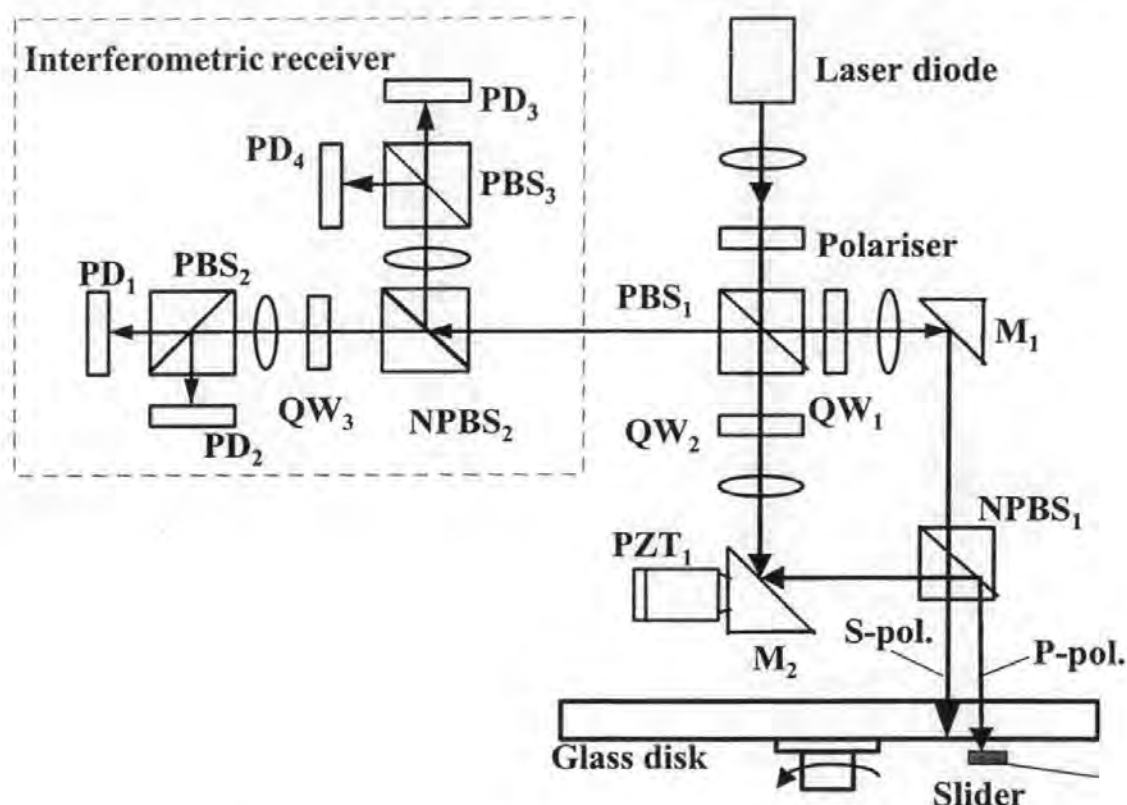 Interferometric receiver
Laser diode
PD₃
PD₄
PBS₃
Polariser
PD₁
PBS₂
PBS₁
M₁
QW₃
NPBS₂
QW₂
QW₁
PD₂
NPBS₁
PZT₁
S-pol.
P-pol.
M₂
Glass disk
Slider